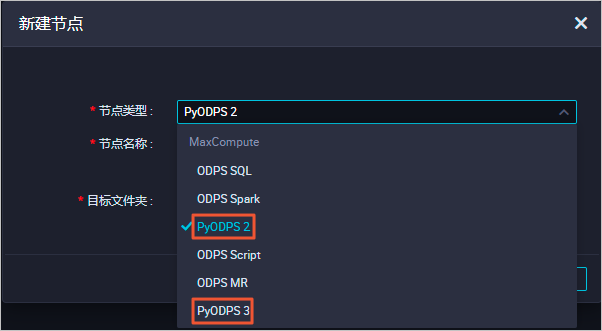 新建节点
* 节点类型：
PyODPS 2
* 节点名称：
* 目标文件夹：
MaxCompute
ODPS SQL
ODPS Spark
PyODPS 2
ODPS Script
ODPS MR
PyODPS 3